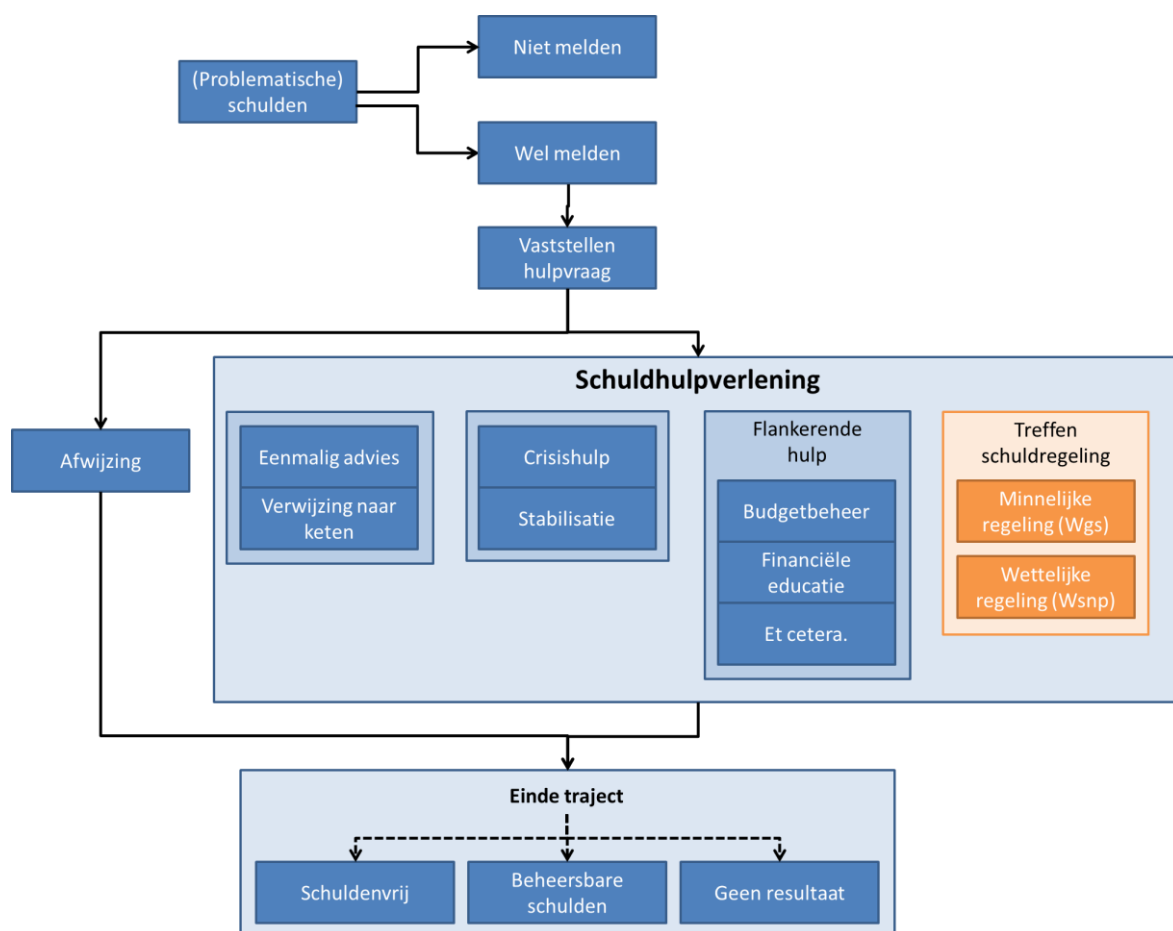 Niet melden
(Problematische)
schulden
Wel melden
Vaststellen
hulpvraag
Schuldhulpverlening
Afwijzing
Eenmalig advies
Verwijzing naar
keten
Crisishulp
Stabilisatie
Flankerende
hulp
Budgetbeheer
Financiële
educatie
Et cetera.
Treffen
schuldregeling
Minnelijke
regeling (Wgs)
Wettelijke
regeling (Wsnp)
Einde traject
Schuldenvrij
Beheersbare
schulden
Geen resultaat